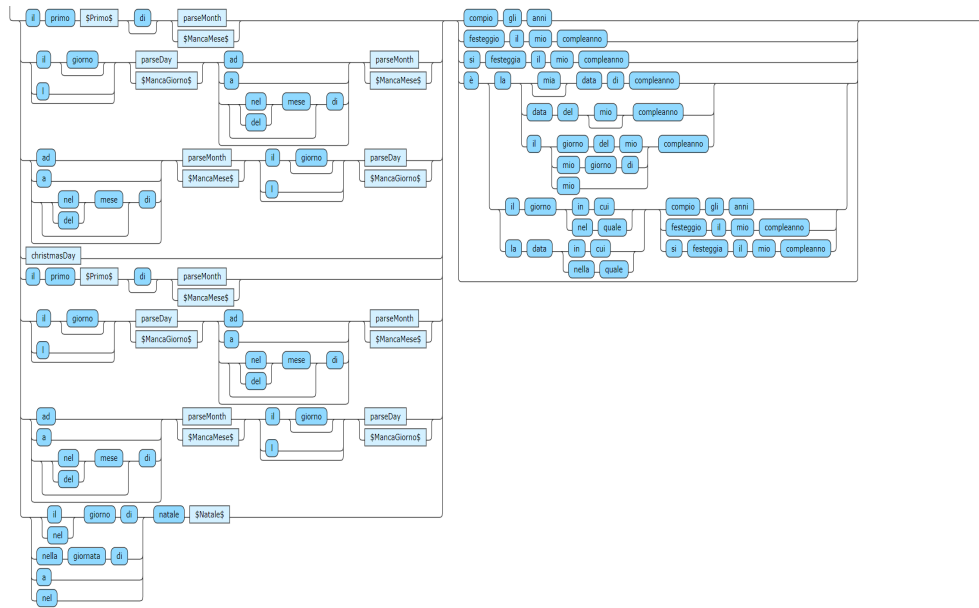 il primo $Primo$ di parseMonth compio gli anni
$MancaMese$ festeggio il mio compleanno
il giorno parseDay ad parseMonth si festeggia il mio compleanno
l $MancaGiorno$ a $MancaMese$ è la mia data di compleanno
nel mese di data del mio compleanno
del il giorno del mio compleanno
ad parseMonth il giorno parseDay mio giorno di
a $MancaMese$ l $MancaGiorno$ mio
nel mese di il giorno in cui compio gli anni
del nel quale festeggio il mio compleanno
christmasDay la data in cui si festeggia il mio compleanno
il primo $Primo$ di parseMonth nella quale
$MancaMese$
il giorno parseDay ad parseMonth
l $MancaGiorno$ a $MancaMese$
nel mese di
del
ad parseMonth il giorno parseDay
a $MancaMese$ l $MancaGiorno$
nel mese di
del
il giorno di natale $Natale$
nel
nella giornata di
a
nel